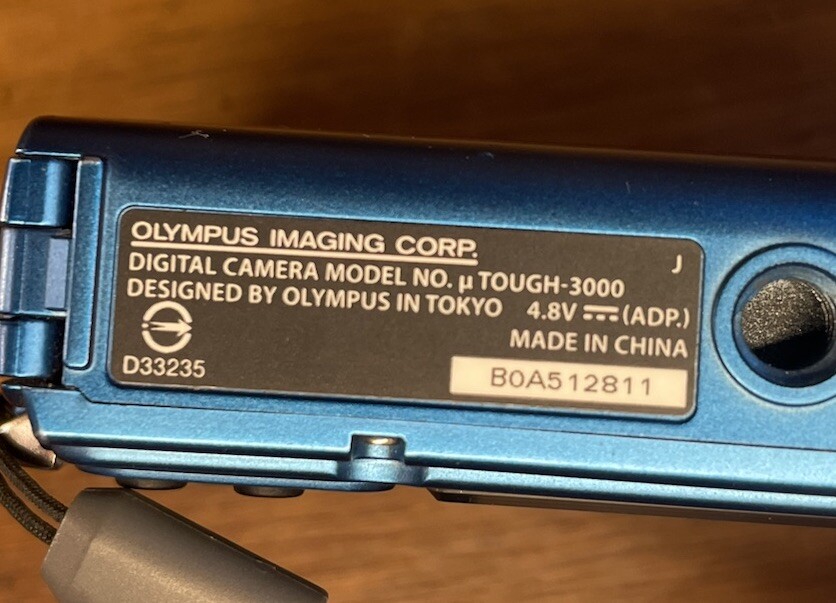 OLYMPUS IMAGING CORP.
J
DIGITAL CAMERA MODEL NO. μ TOUGH-3000
DESIGNED BY OLYMPUS IN TOKYO 4.8V ⎓ (ADP.)
MADE IN CHINA
D33235
B0A512811